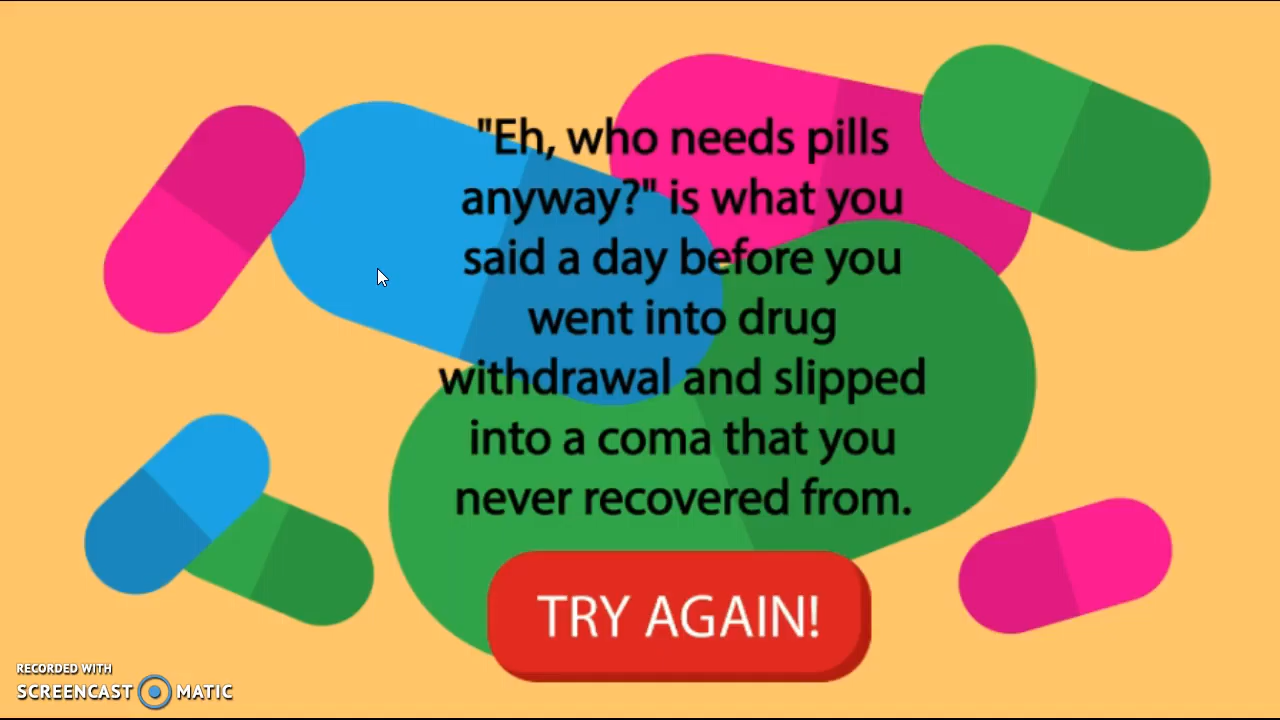 "Eh, who needs pills
anyway?" is what you
said a day before you
went into drug
withdrawal and slipped
into a coma that you
never recovered from.
TRY AGAIN!
RECORDED WITH
SCREENCAST MATIC